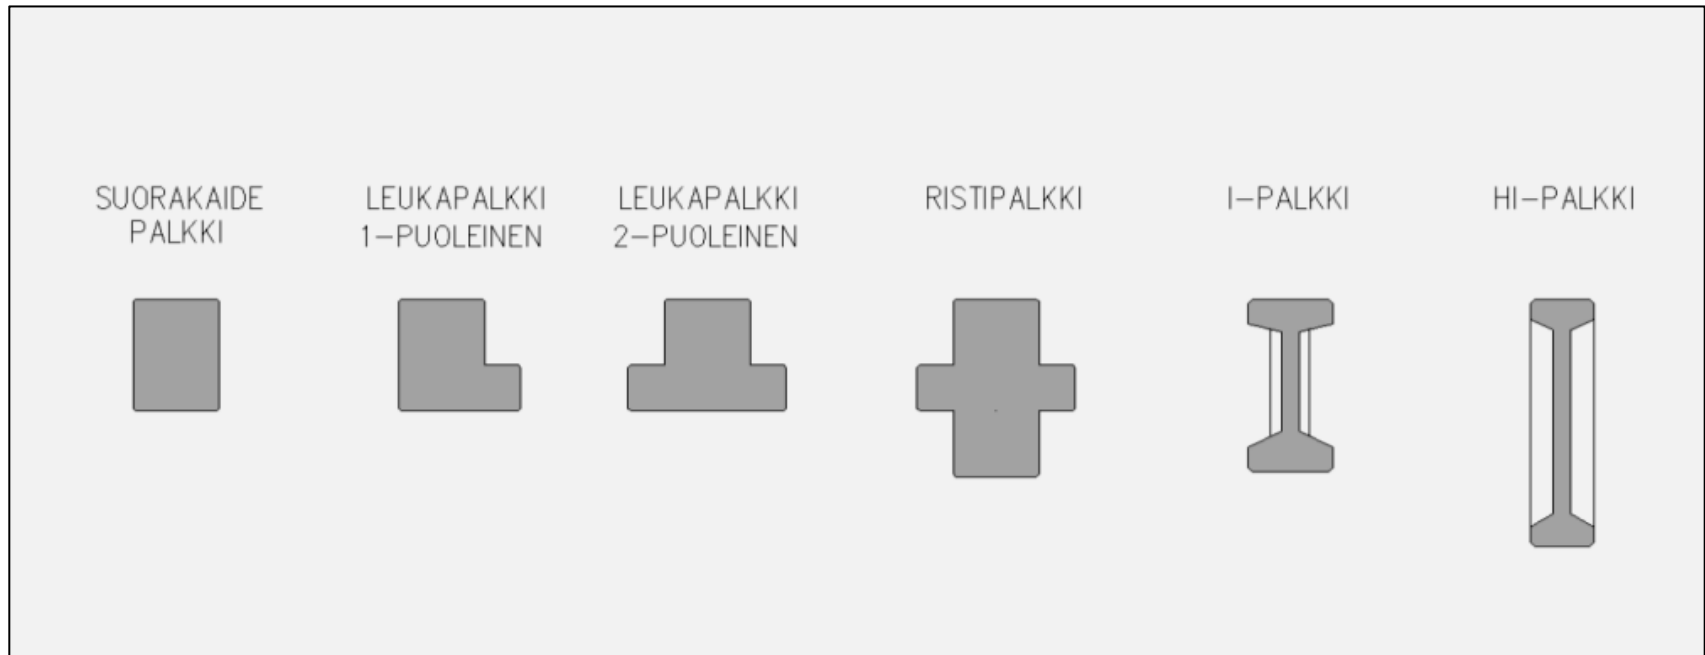 SUORAKAIDE
PALKKI
LEUKAPALKKI
1-PUOLEINEN
LEUKAPALKKI
2-PUOLEINEN
RISTIPALKKI
I-PALKKI
HI-PALKKI